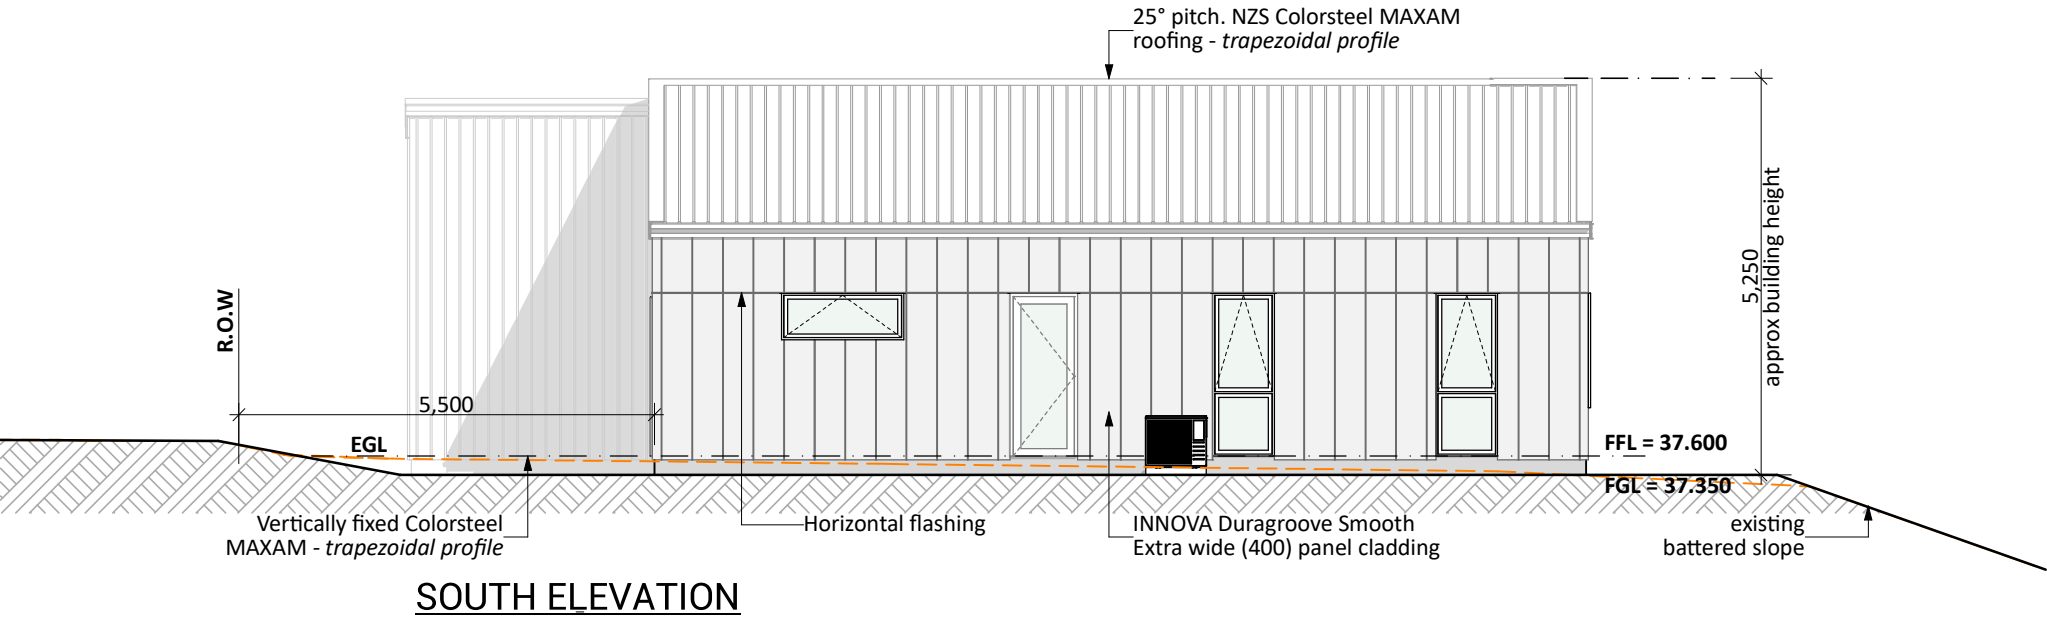 25° pitch. NZS Colorsteel MAXAM
roofing - trapezoidal profile
5,250
approx building height
R.O.W
5,500
EGL
FFL = 37.600
FGL = 37.350
Vertically fixed Colorsteel
MAXAM - trapezoidal profile
Horizontal flashing
INNOVA Duragroove Smooth
Extra wide (400) panel cladding
existing
battered slope
SOUTH ELEVATION